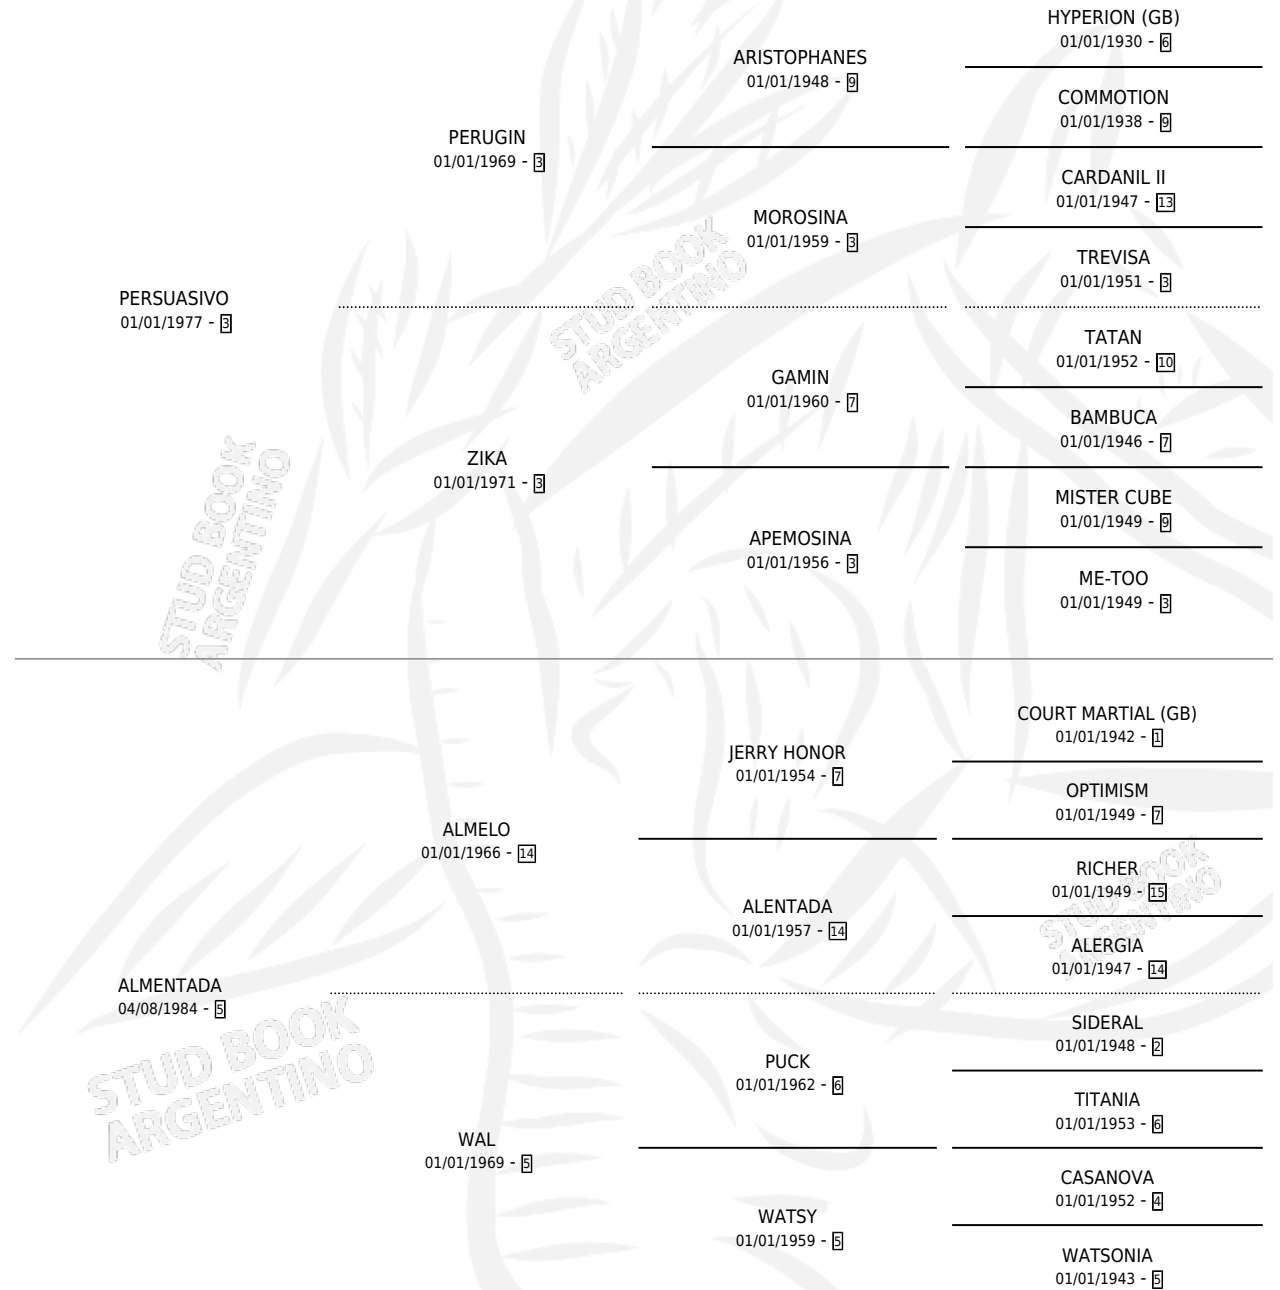 HYPERION (GB)
01/01/1930 - 6
ARISTOPHANES
01/01/1948 - 9
COMMOTION
01/01/1938 - 9
PERUGIN
01/01/1969 - 3
CARDANIL II
01/01/1947 - 13
MOROSINA
01/01/1959 - 3
TREVISA
01/01/1951 - 3
PERSUASIVO
01/01/1977 - 3
STUD BOOK
ARGENTINO
TATAN
01/01/1952 - 10
GAMIN
01/01/1960 - 7
BAMBUCA
01/01/1946 - 7
ZIKA
01/01/1971 - 3
MISTER CUBE
01/01/1949 - 9
APEMOSINA
01/01/1956 - 3
ME-TOO
01/01/1949 - 3
STUD BOOK
ARGENTINO
COURT MARTIAL (GB)
01/01/1942 - 1
JERRY HONOR
01/01/1954 - 7
OPTIMISM
01/01/1949 - 7
ALMELO
01/01/1966 - 14
RICHER
01/01/1949 - 15
ALENTADA
01/01/1957 - 14
STUD BOOK
ARGENTINO
ALERGIA
01/01/1947 - 14
ALMENTADA
04/08/1984 - 5
SIDERAL
01/01/1948 - 2
PUCK
01/01/1962 - 6
STUD BOOK
ARGENTINO
TITANIA
01/01/1953 - 6
WAL
01/01/1969 - 5
CASANOVA
01/01/1952 - 4
WATSY
01/01/1959 - 5
WATSONIA
01/01/1943 - 5